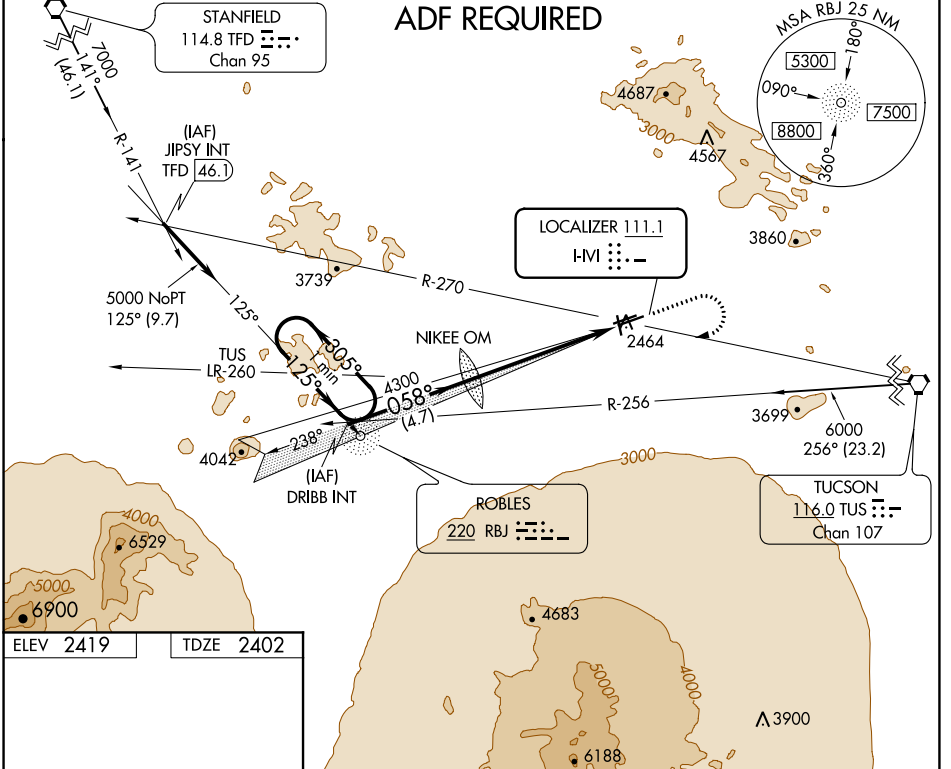 ADF REQUIRED
STANFIELD
114.8 TFD
Chan 95
7000
141°
(46.1)
R-141
(IAF)
JIPSY INT
TFD 46.1
MSA RBJ 25 NM
180°
5300
090°
7500
8800
360°
4687
3000
4567
3860
LOCALIZER 111.1
I-IVI
3739
R-270
5000 NoPT
125° (9.7)
125°
2464
NIKEE OM
TUS
LR-260
305°
1 min
125°
4300
058°
(4.7)
R-256
3699
6000
256° (23.2)
238°
4042
(IAF)
DRIBB INT
3000
ROBLES
220 RBJ
TUCSON
116.0 TUS
Chan 107
4000
6529
5000
6900
4683
ELEV 2419
TDZE 2402
5000
4000
3900
6188